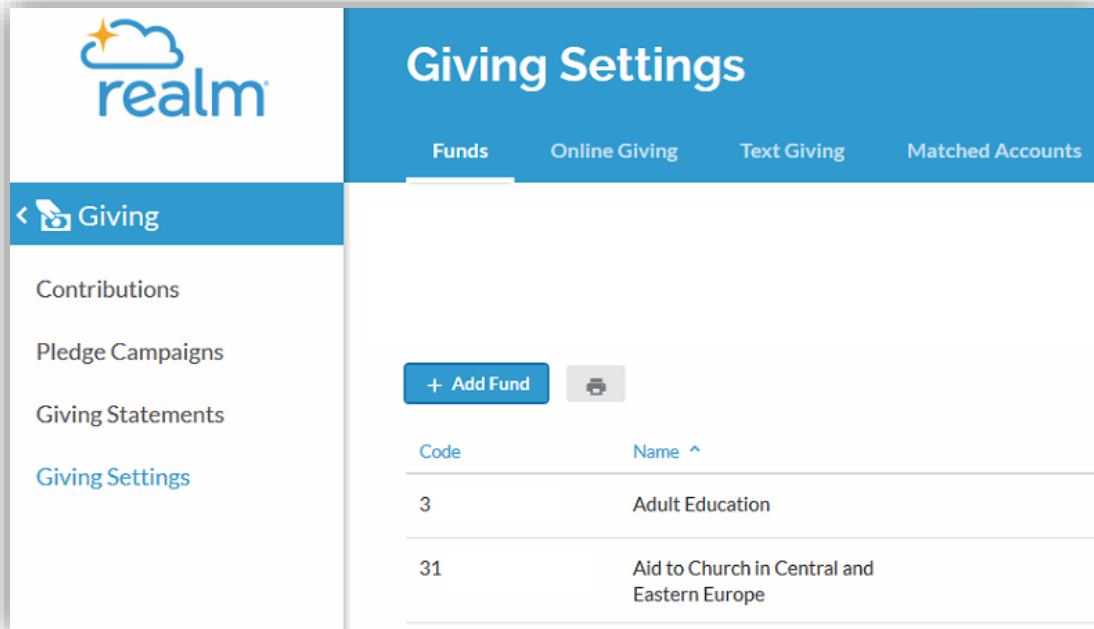 realm
Giving Settings
Funds Online Giving Text Giving Matched Accounts
< Giving
Contributions
Pledge Campaigns
Giving Statements
Giving Settings
+ Add Fund
Code Name ^
3 Adult Education
31 Aid to Church in Central and
Eastern Europe